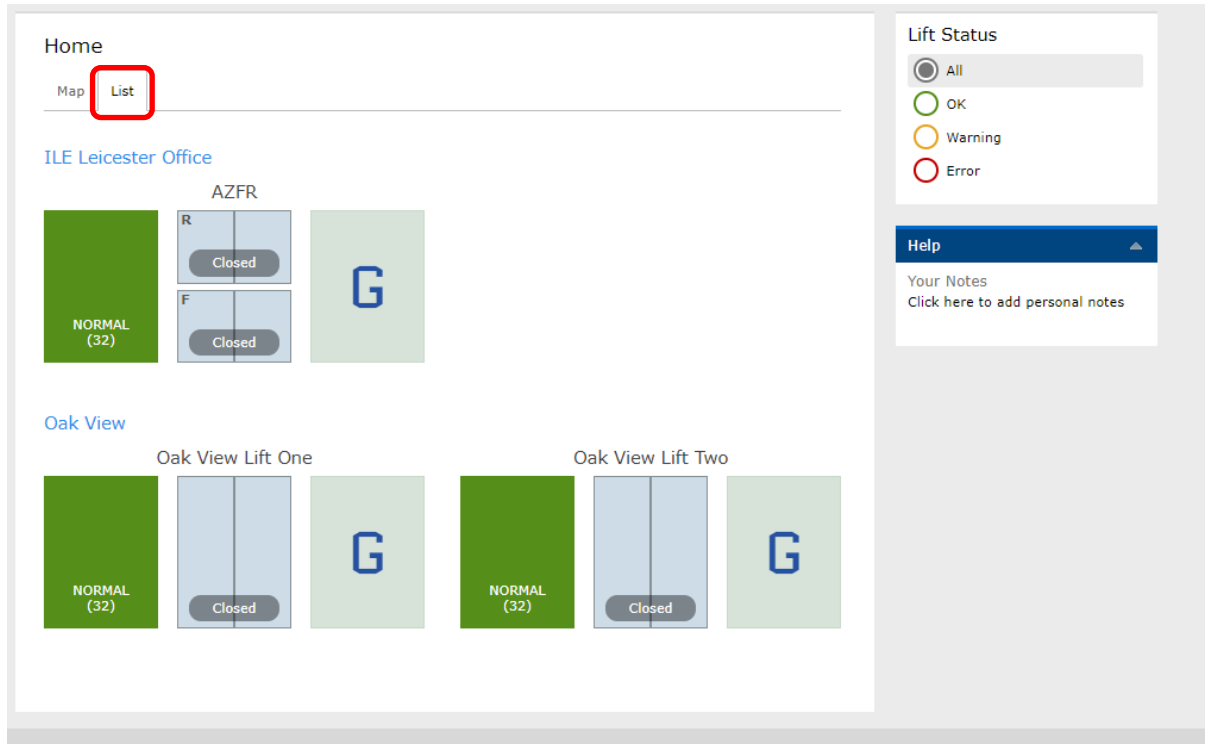 Home
Map List
ILE Leicester Office
AZFR
NORMAL
(32)
R
Closed
F
Closed
G
Oak View
Oak View Lift One
NORMAL
(32)
Closed
G
Oak View Lift Two
NORMAL
(32)
Closed
G
Lift Status
All
OK
Warning
Error
Help
Your Notes
Click here to add personal notes